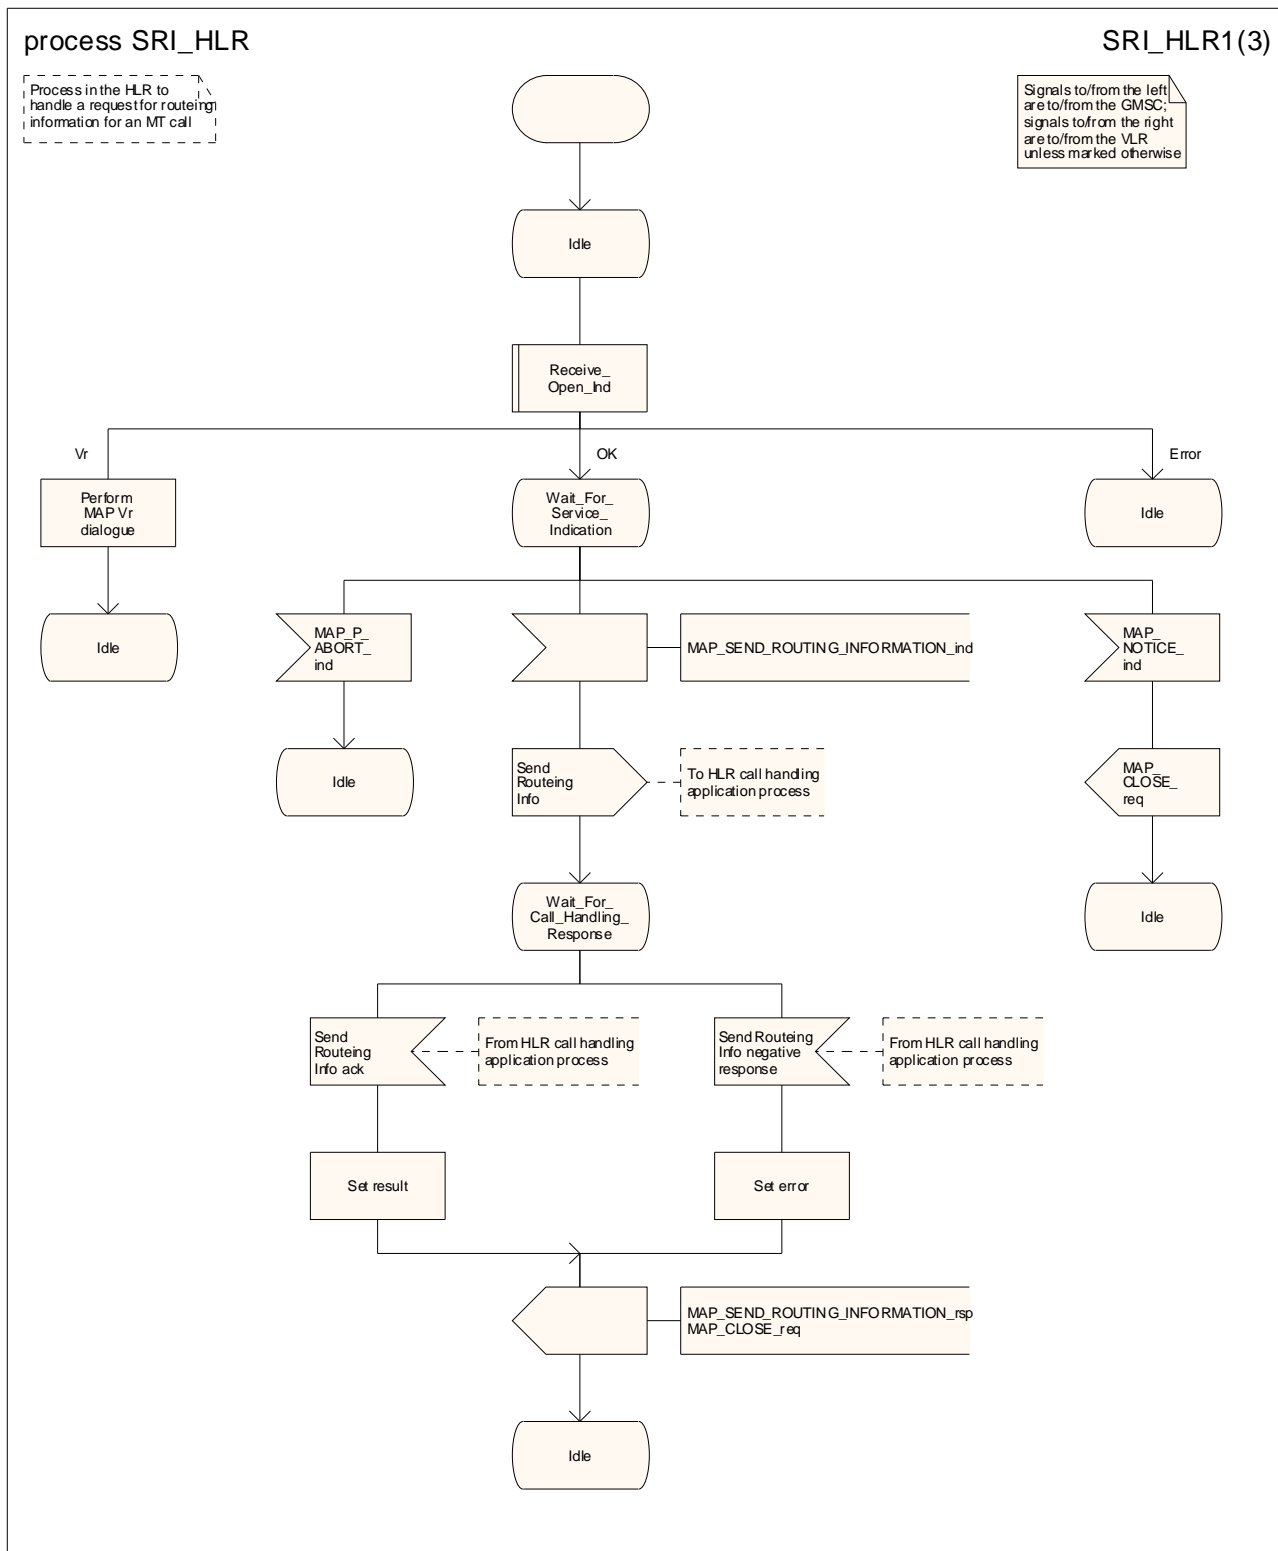 process SRI_HLR
SRI_HLR1(3)
Process in the HLR to
handle a request for routeing
information for an MT call
Signals to/from the left
are to/from the GMSC;
signals to/from the right
are to/from the VLR
unless marked otherwise
Idle
Receive_
Open_Ind
Vr
OK
Error
Perform
MAP Vr
dialogue
Wait_For_
Service_
Indication
Idle
Idle
MAP_P_
ABORT_
ind
MAP_SEND_ROUTING_INFORMATION_ind
MAP_
NOTICE_
ind
Idle
Send
Routeing
Info
To HLR call handling
application process
MAP_
CLOSE_
req
Wait_For_
Call_Handling_
Response
Idle
Send
Routeing
Info ack
From HLR call handling
application process
Send Routeing
Info negative
response
From HLR call handling
application process
Set result
Set error
MAP_SEND_ROUTING_INFORMATION_rsp
MAP_CLOSE_req
Idle